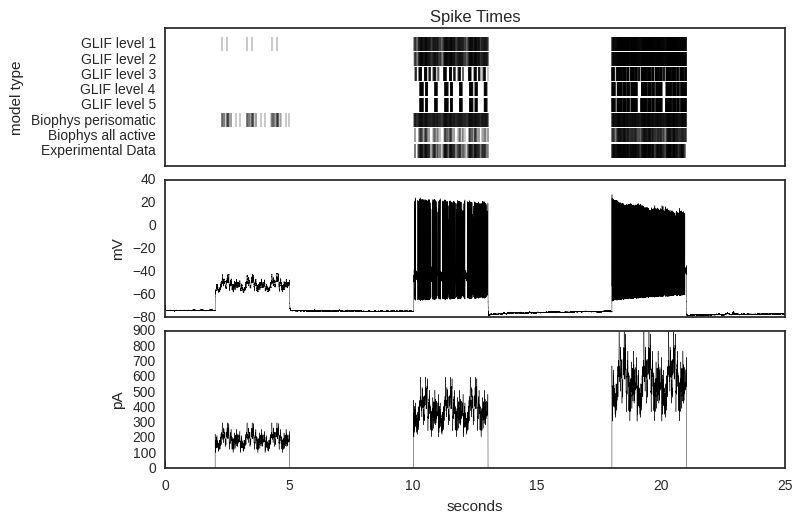 Spike Times
model type
GLIF level 1
GLIF level 2
GLIF level 3
GLIF level 4
GLIF level 5
Biophys perisomatic
Biophys all active
Experimental Data
mV
40
20
0
−20
−40
−60
−80
pA
900
800
700
600
500
400
300
200
100
0
0 5 10 15 20 25
seconds